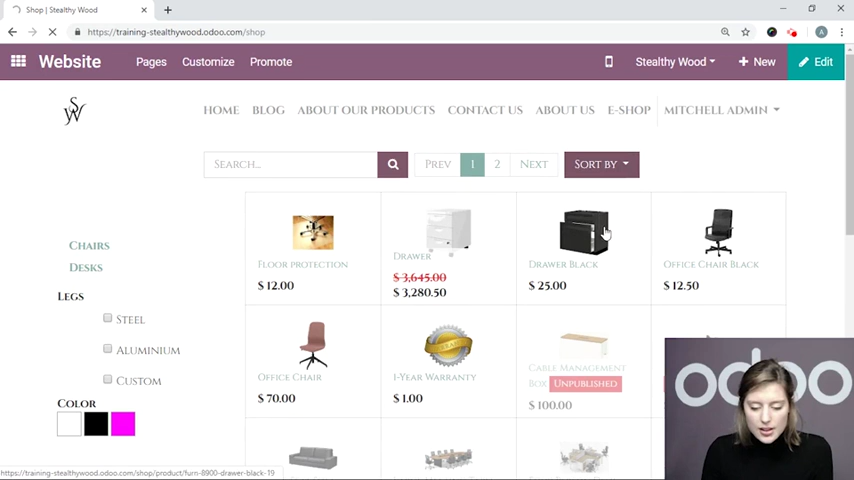 Shop | Stealthy Wood
https://training-stealthywood.odoo.com/shop
Website Pages Customize Promote Stealthy Wood + New Edit
SW HOME BLOG ABOUT OUR PRODUCTS CONTACT US ABOUT US E-SHOP MITCHELL ADMIN
Search... Prev 1 2 Next Sort by
Chairs
Desks
Legs
Steel
Aluminium
Custom
Color
Floor protection
$ 12.00
Drawer
$ 3,645.00
$ 3,280.50
Drawer Black
$ 25.00
Office Chair Black
$ 12.50
Office Chair
$ 70.00
1-Year Warranty
$ 1.00
Cable Management
Box Unpublished
$ 100.00
odoo
https://training-stealthywood.odoo.com/shop/product/furn-8900-drawer-black-19